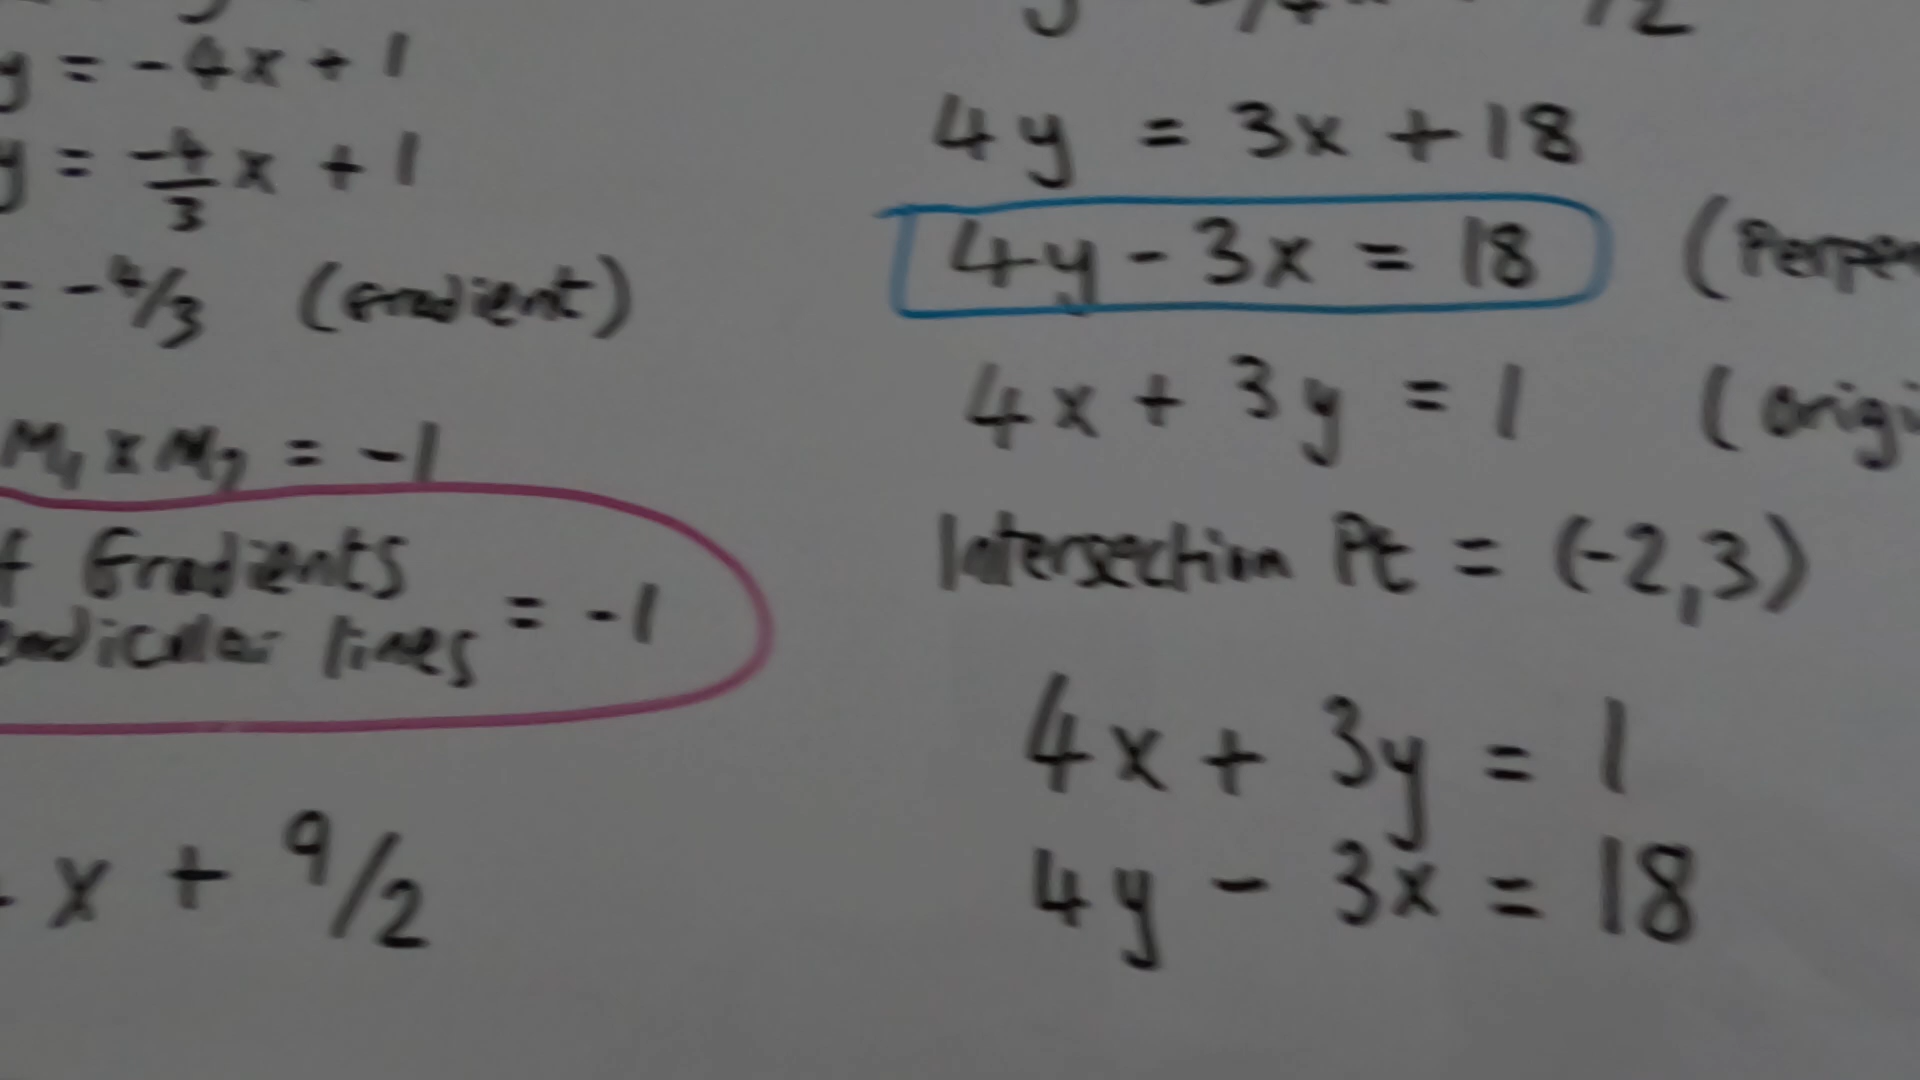 y = -4x + 1
y = -4/3 x + 1
= -4/3 (Gradient)
M1 x M2 = -1
Gradients
lines = -1
x + 9/2
4y = 3x + 18
4y - 3x = 18
4x + 3y = 1
Intersection Pt = (-2,3)
4x + 3y = 1
4y - 3x = 18